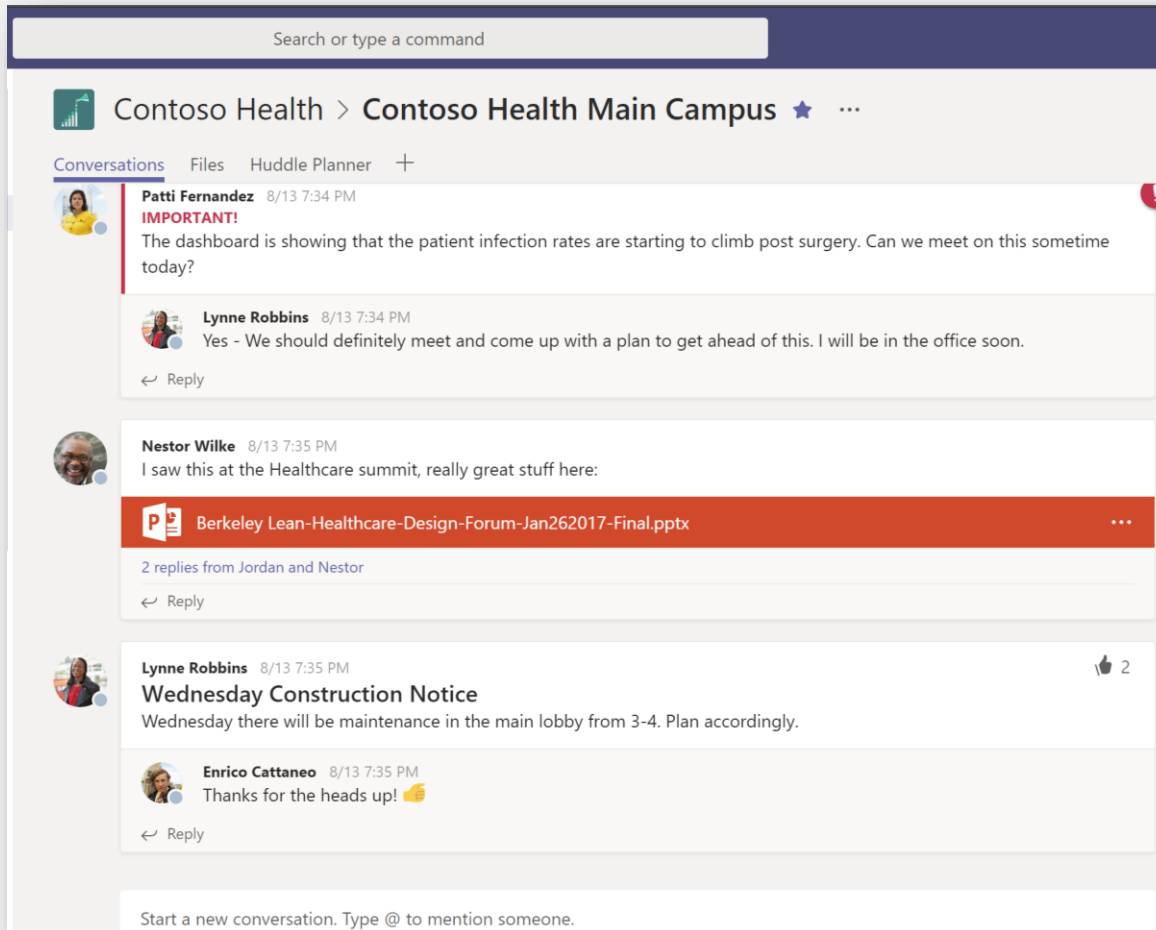 Search or type a command
Contoso Health > Contoso Health Main Campus ...
Conversations Files Huddle Planner +
Patti Fernandez 8/13 7:34 PM
IMPORTANT!
The dashboard is showing that the patient infection rates are starting to climb post surgery. Can we meet on this sometime
today?
Lynne Robbins 8/13 7:34 PM
Yes - We should definitely meet and come up with a plan to get ahead of this. I will be in the office soon.
Reply
Nestor Wilke 8/13 7:35 PM
I saw this at the Healthcare summit, really great stuff here:
P Berkeley Lean-Healthcare-Design-Forum-Jan262017-Final.pptx ...
2 replies from Jordan and Nestor
Reply
Lynne Robbins 8/13 7:35 PM 2
Wednesday Construction Notice
Wednesday there will be maintenance in the main lobby from 3-4. Plan accordingly.
Enrico Cattaneo 8/13 7:35 PM
Thanks for the heads up! 👍
Reply
Start a new conversation. Type @ to mention someone.